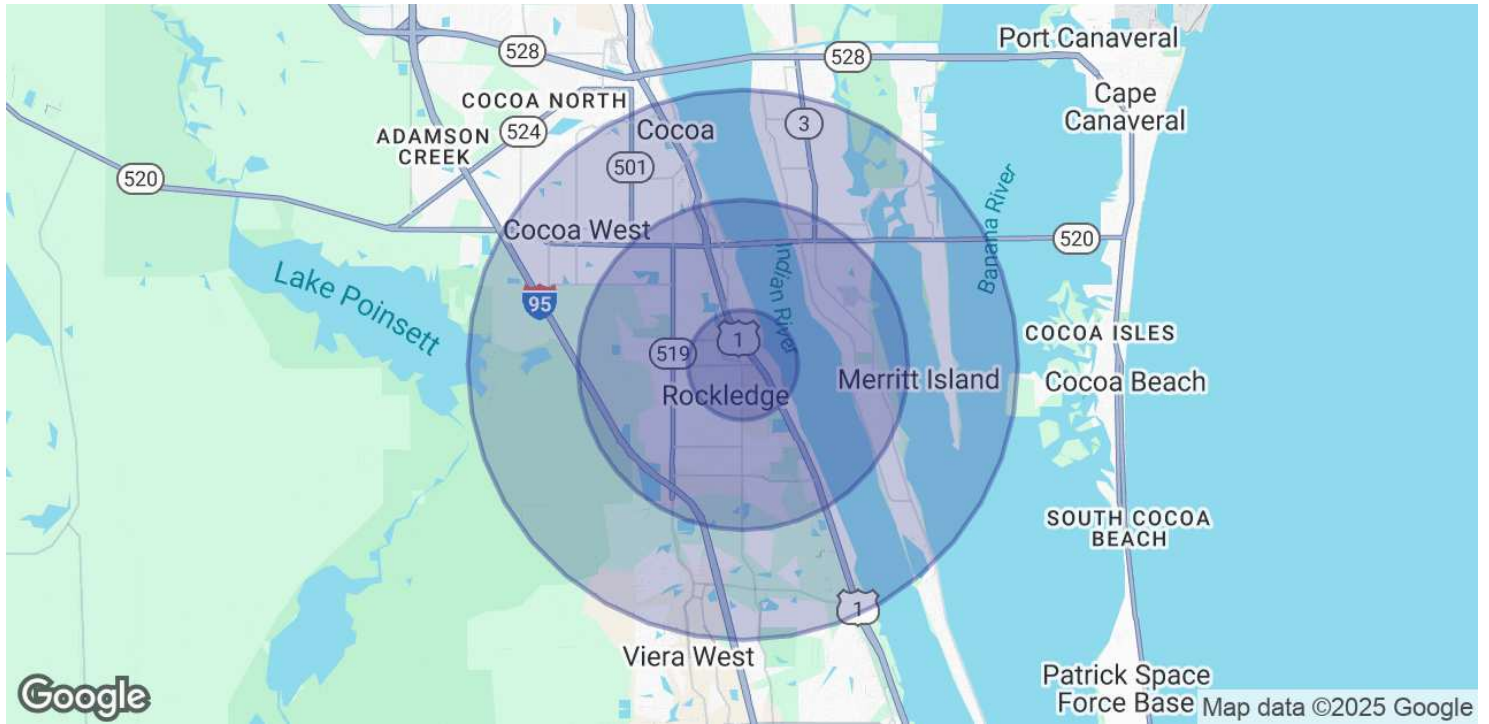 528
528
Port Canaveral
COCOA NORTH
Cape
Canaveral
ADAMSON
CREEK
524
Cocoa
3
501
520
Cocoa West
520
Banana River
Indian River
Lake Poinsett
95
1
COCOA ISLES
519
Merritt Island
Cocoa Beach
Rockledge
SOUTH COCOA
BEACH
1
Viera West
Patrick Space
Force Base
Google
Map data ©2025 Google